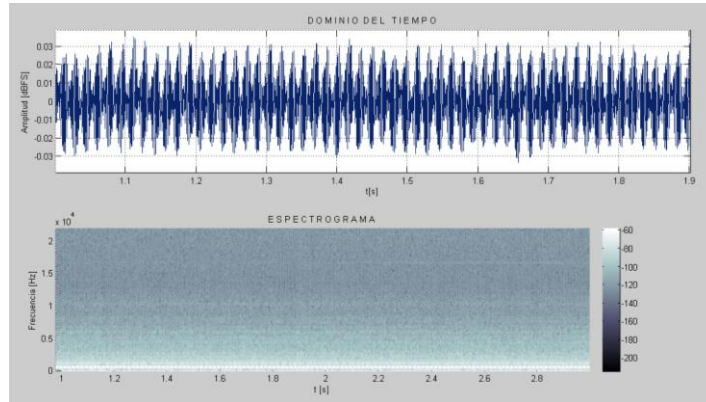 DOMINIO DEL TIEMPO
Amplitud [dBFS]
0.03
0.02
0.01
0
-0.01
-0.02
-0.03
1.1 1.2 1.3 1.4 1.5 1.6 1.7 1.8 1.9
t[s]
ESPECTROGRAMA
x 10^4
Frecuencia [Hz]
2
1.5
1
0.5
0
1 1.2 1.4 1.6 1.8 2 2.2 2.4 2.6 2.8
t [s]
-60
-80
-100
-120
-140
-160
-180
-200